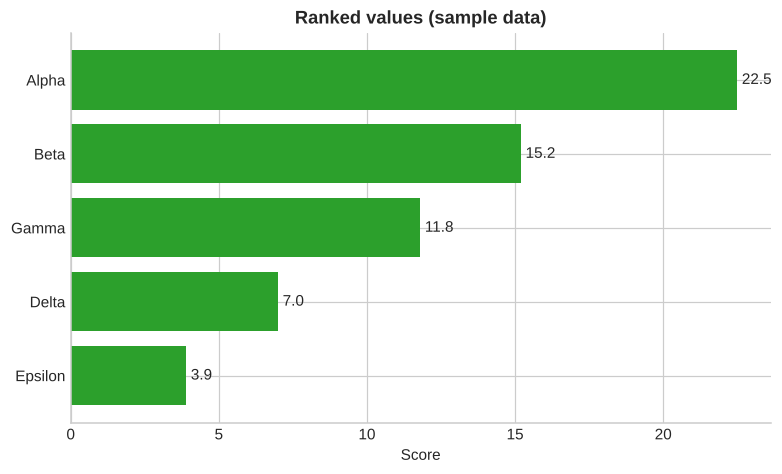 Ranked values (sample data)
Alpha 22.5
Beta 15.2
Gamma 11.8
Delta 7.0
Epsilon 3.9
0 5 10 15 20
Score